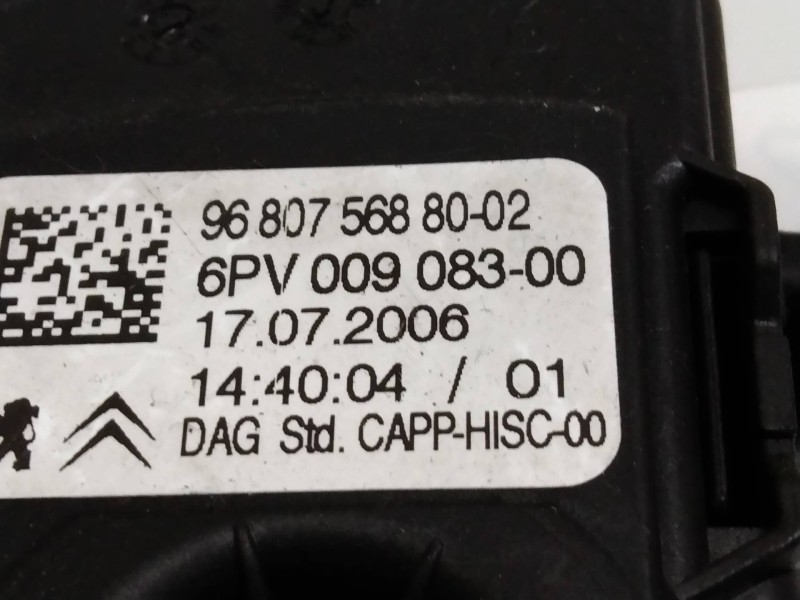 96 807 568 80-02
6PV 009 083-00
17.07.2006
14:40:04 / 01
DAG Std. CAPP-HISC-00